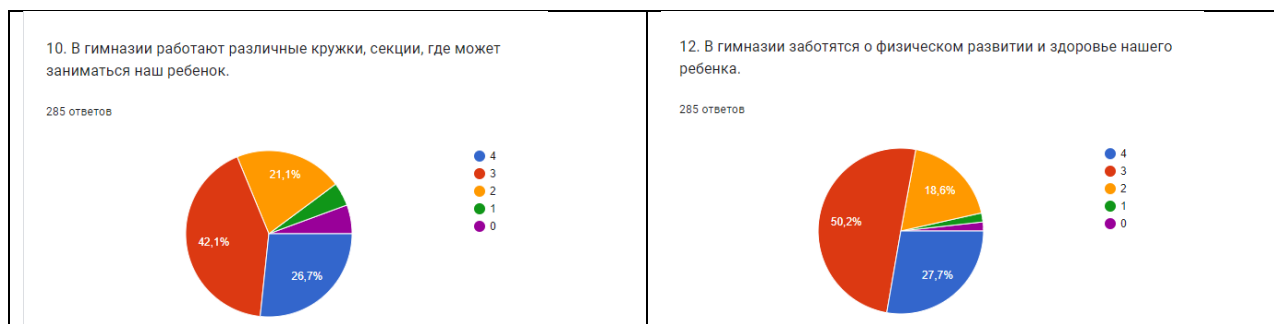 10. В гимназии работают различные кружки, секции, где может
заниматься наш ребенок.
285 ответов
21,1%
42,1%
26,7%
4
3
2
1
0
12. В гимназии заботятся о физическом развитии и здоровье нашего
ребенка.
285 ответов
18,6%
50,2%
27,7%
4
3
2
1
0